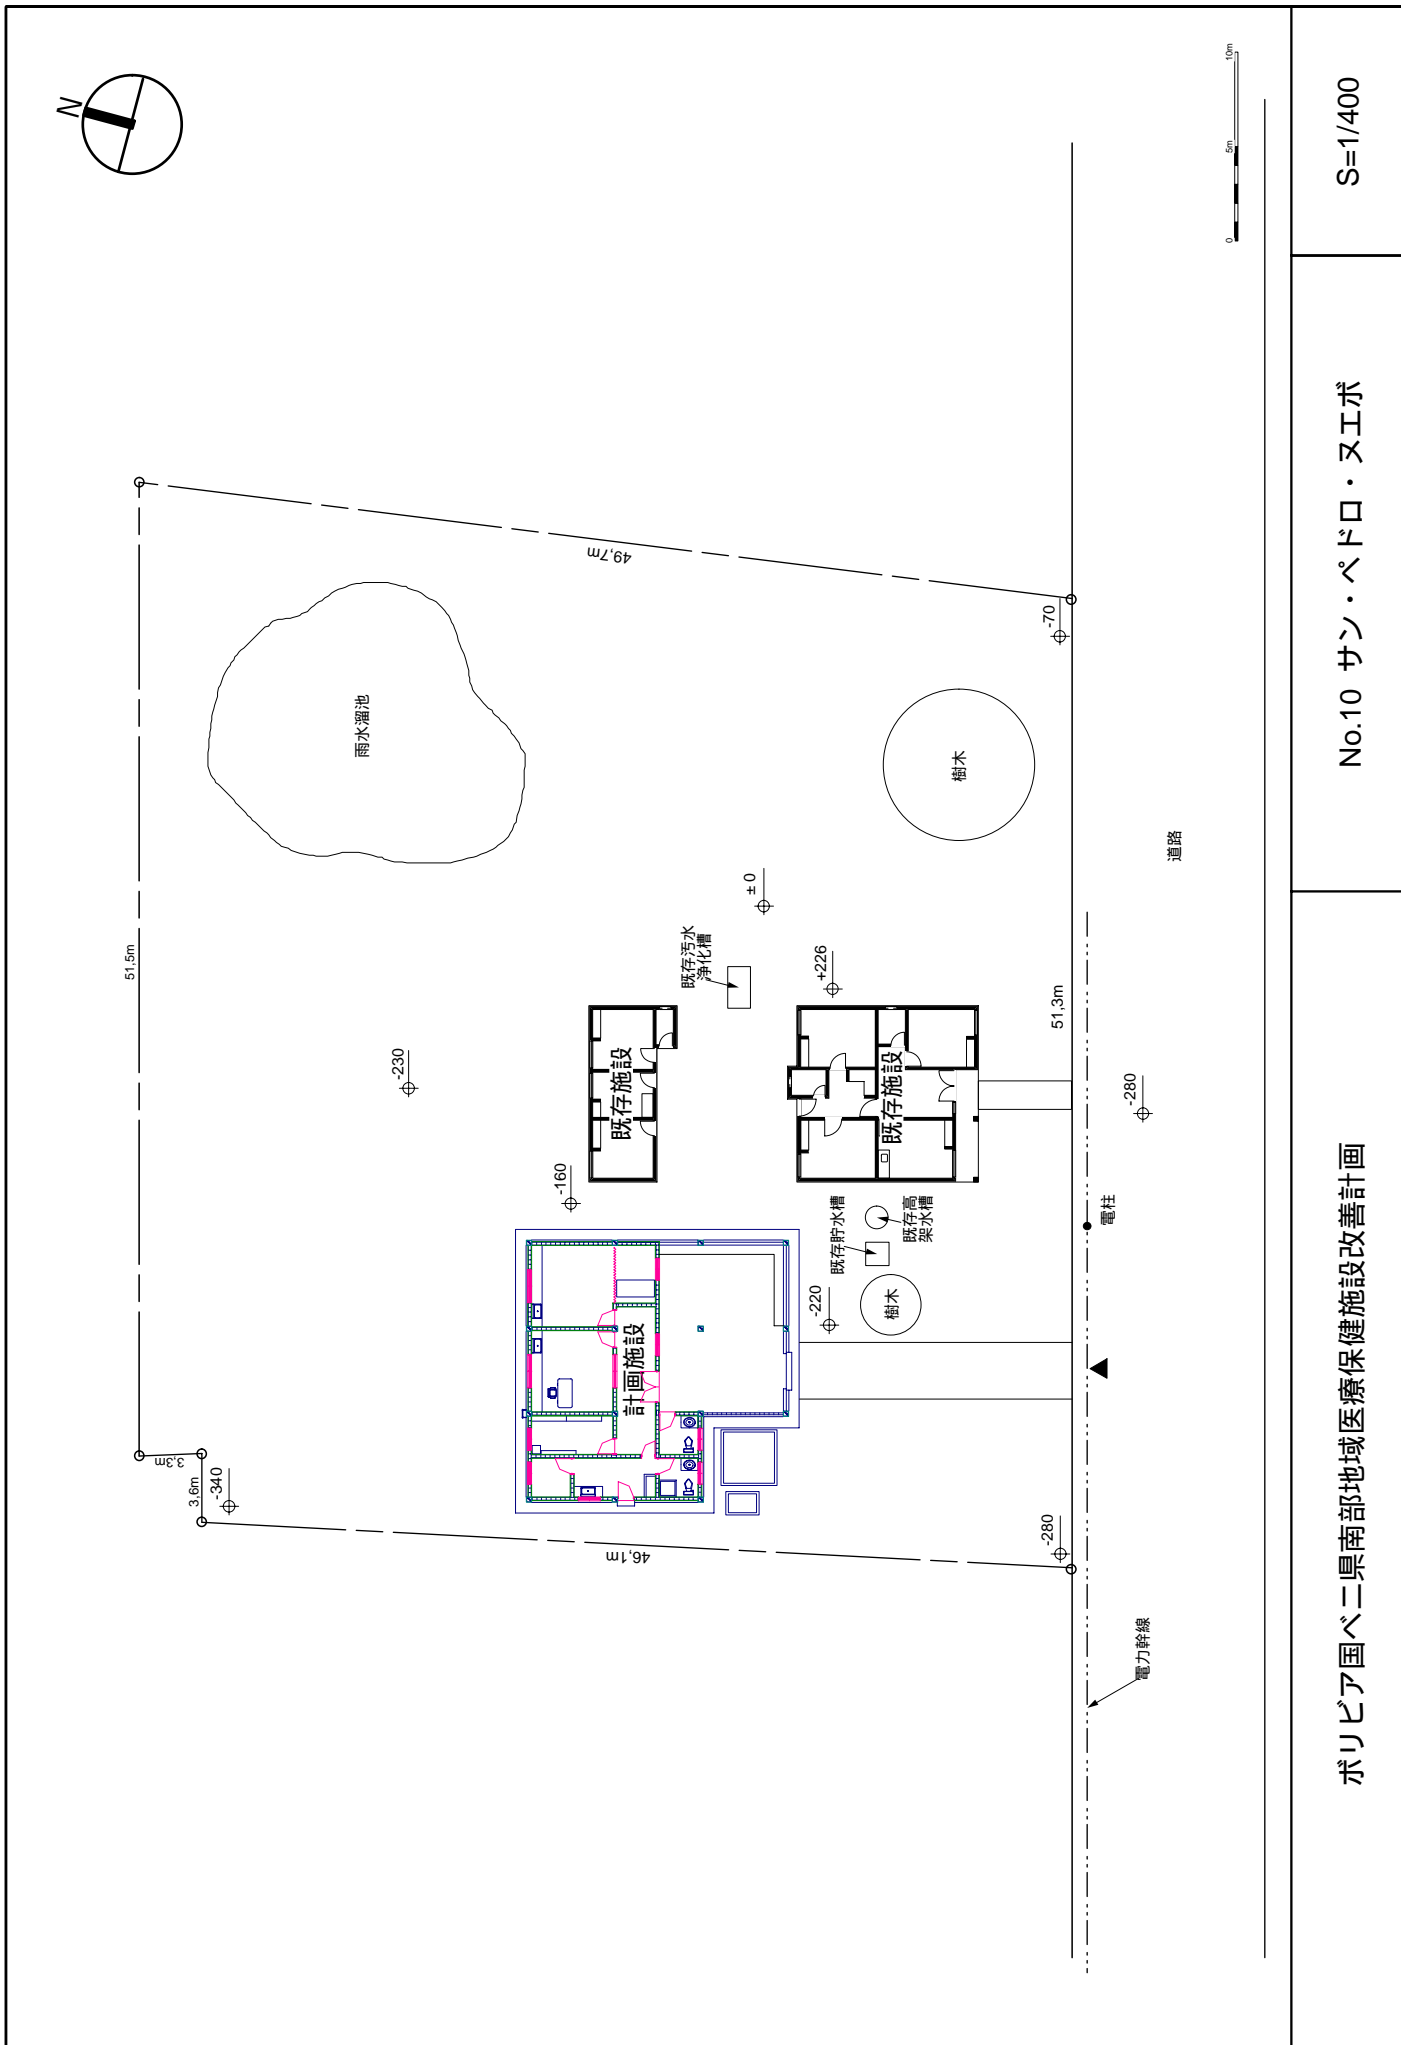 N
51,5m
3,3m
3,6m
-340
雨水溜池
49,7m
-230
-160
既存施設
既存汚水
浄化槽
±0
計画施設
46,1m
+226
既存施設
既存貯水槽
既存高
架水槽
樹木
-220
樹木
-70
51,3m
-280
-280
電柱
道路
電力幹線
0
5m
10m
ボリビア国ベニ県南部地域医療保健施設改善計画
No.10 サン・ペドロ・ヌエボ
S=1/400